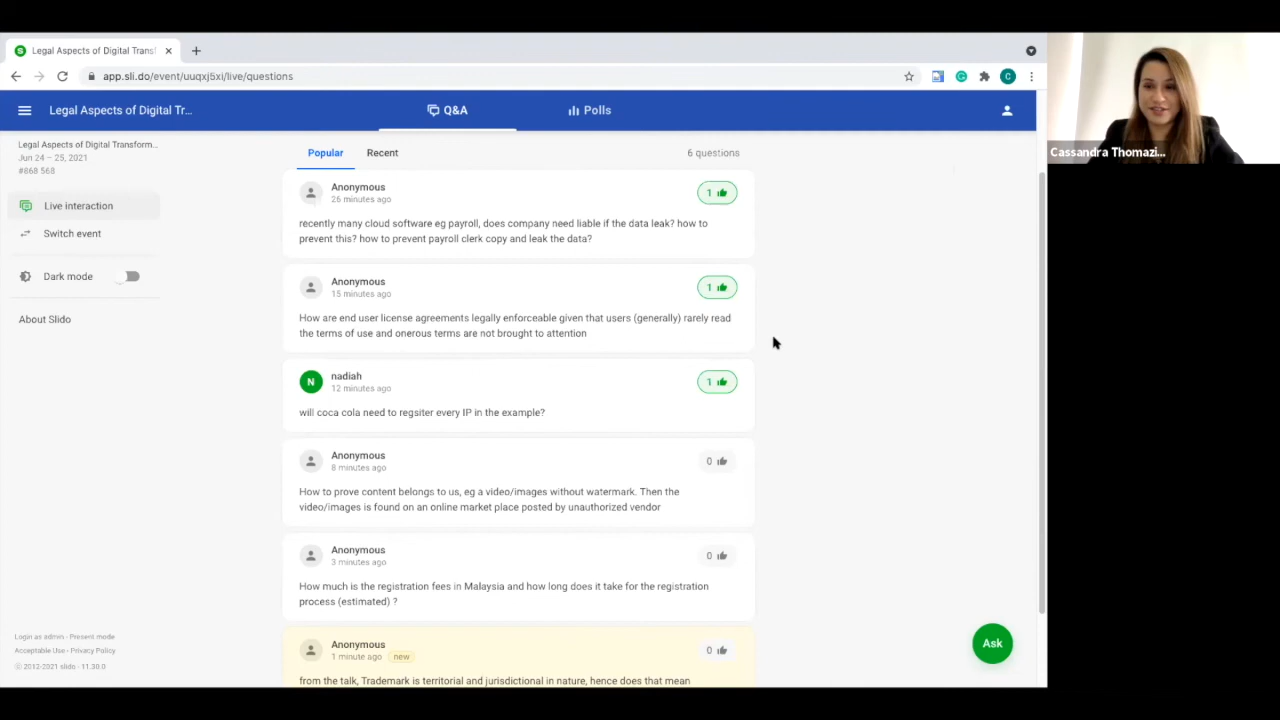 Legal Aspects of Digital Transf
app.sli.do/event/uuqxj5xi/live/questions
C
Legal Aspects of Digital Tr...
Q&A
Polls
Cassandra Thomazi...
Legal Aspects of Digital Transform...
Jun 24 – 25, 2021
#868 568
Live interaction
Switch event
Dark mode
About Slido
Popular
Recent
6 questions
Anonymous
26 minutes ago
1
recently many cloud software eg payroll, does company need liable if the data leak? how to
prevent this? how to prevent payroll clerk copy and leak the data?
Anonymous
15 minutes ago
1
How are end user license agreements legally enforceable given that users (generally) rarely read
the terms of use and onerous terms are not brought to attention
N
nadiah
12 minutes ago
1
will coca cola need to regsiter every IP in the example?
Anonymous
8 minutes ago
0
How to prove content belongs to us, eg a video/images without watermark. Then the
video/images is found on an online market place posted by unauthorized vendor
Anonymous
3 minutes ago
0
How much is the registration fees in Malaysia and how long does it take for the registration
process (estimated) ?
Anonymous
1 minute ago new
0
from the talk, Trademark is territorial and jurisdictional in nature, hence does that mean
Ask
Login as admin - Present mode
Acceptable Use - Privacy Policy
© 2012-2021 slido - 11.30.0